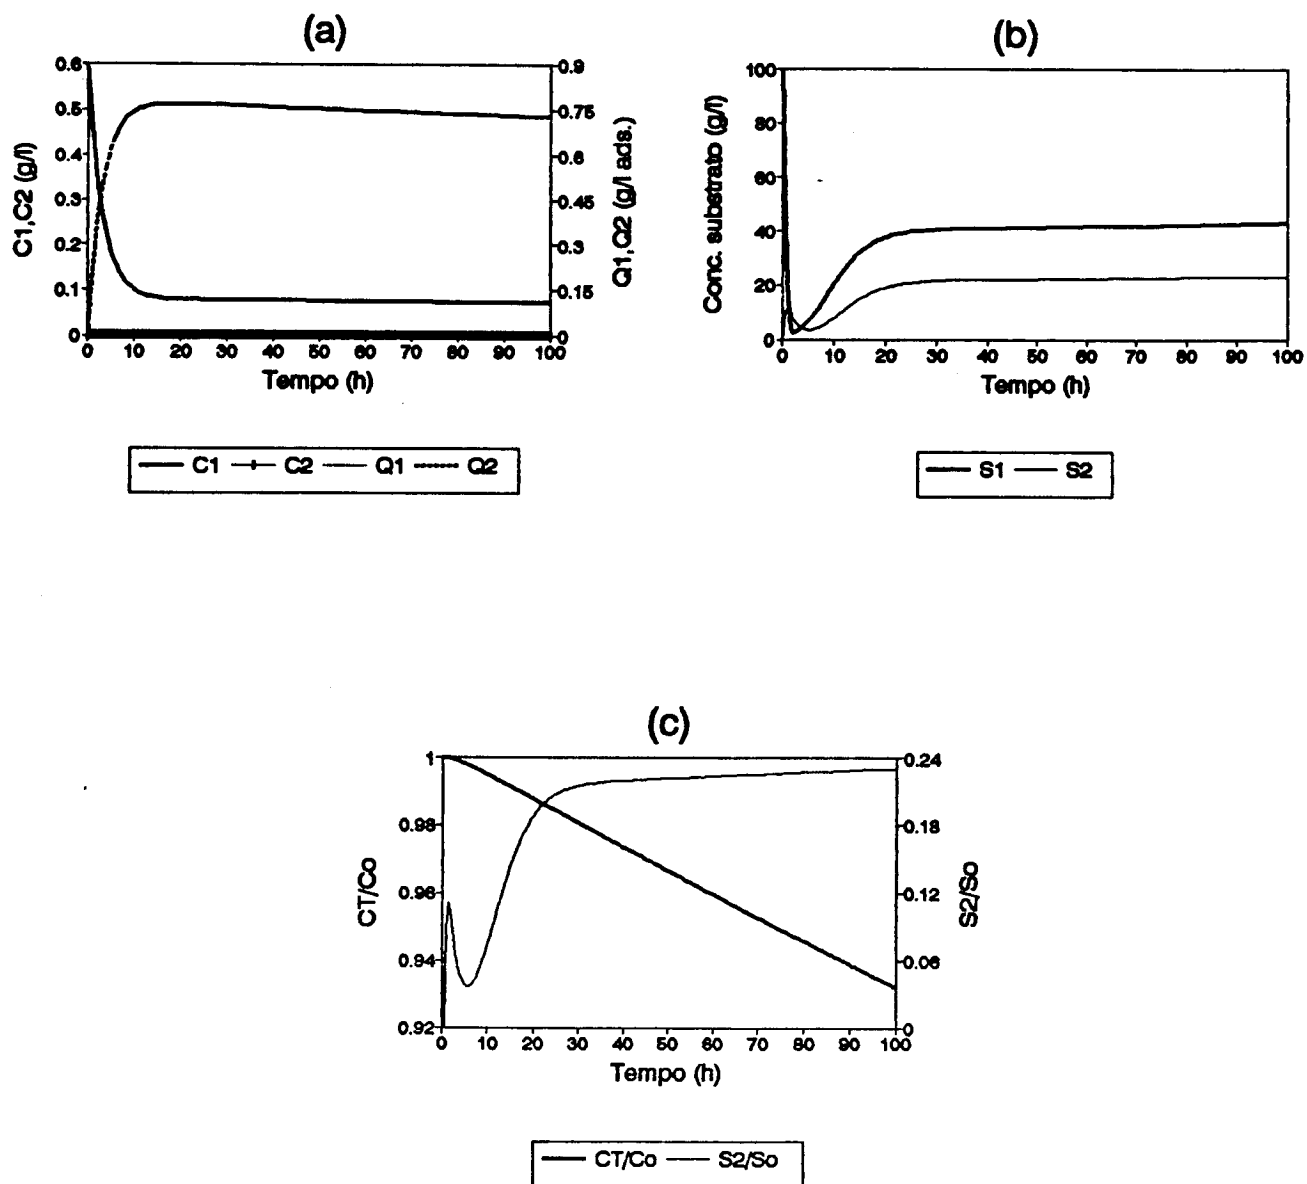 (a)
0.6
0.5
0.4
0.3
0.2
0.1
0
C1,C2 (g/l)
0.9
0.75
0.6
0.45
0.3
0.15
0
Q1,Q2 (g/l ads.)
0 10 20 30 40 50 60 70 80 90 100
Tempo (h)
C1 C2 Q1 Q2
(b)
100
80
60
40
20
0
Conc. substrato (g/l)
0 10 20 30 40 50 60 70 80 90 100
Tempo (h)
S1 S2
(c)
1
0.98
0.96
0.94
0.92
CT/Co
0.24
0.18
0.12
0.06
0
S2/So
0 10 20 30 40 50 60 70 80 90 100
Tempo (h)
CT/Co S2/So